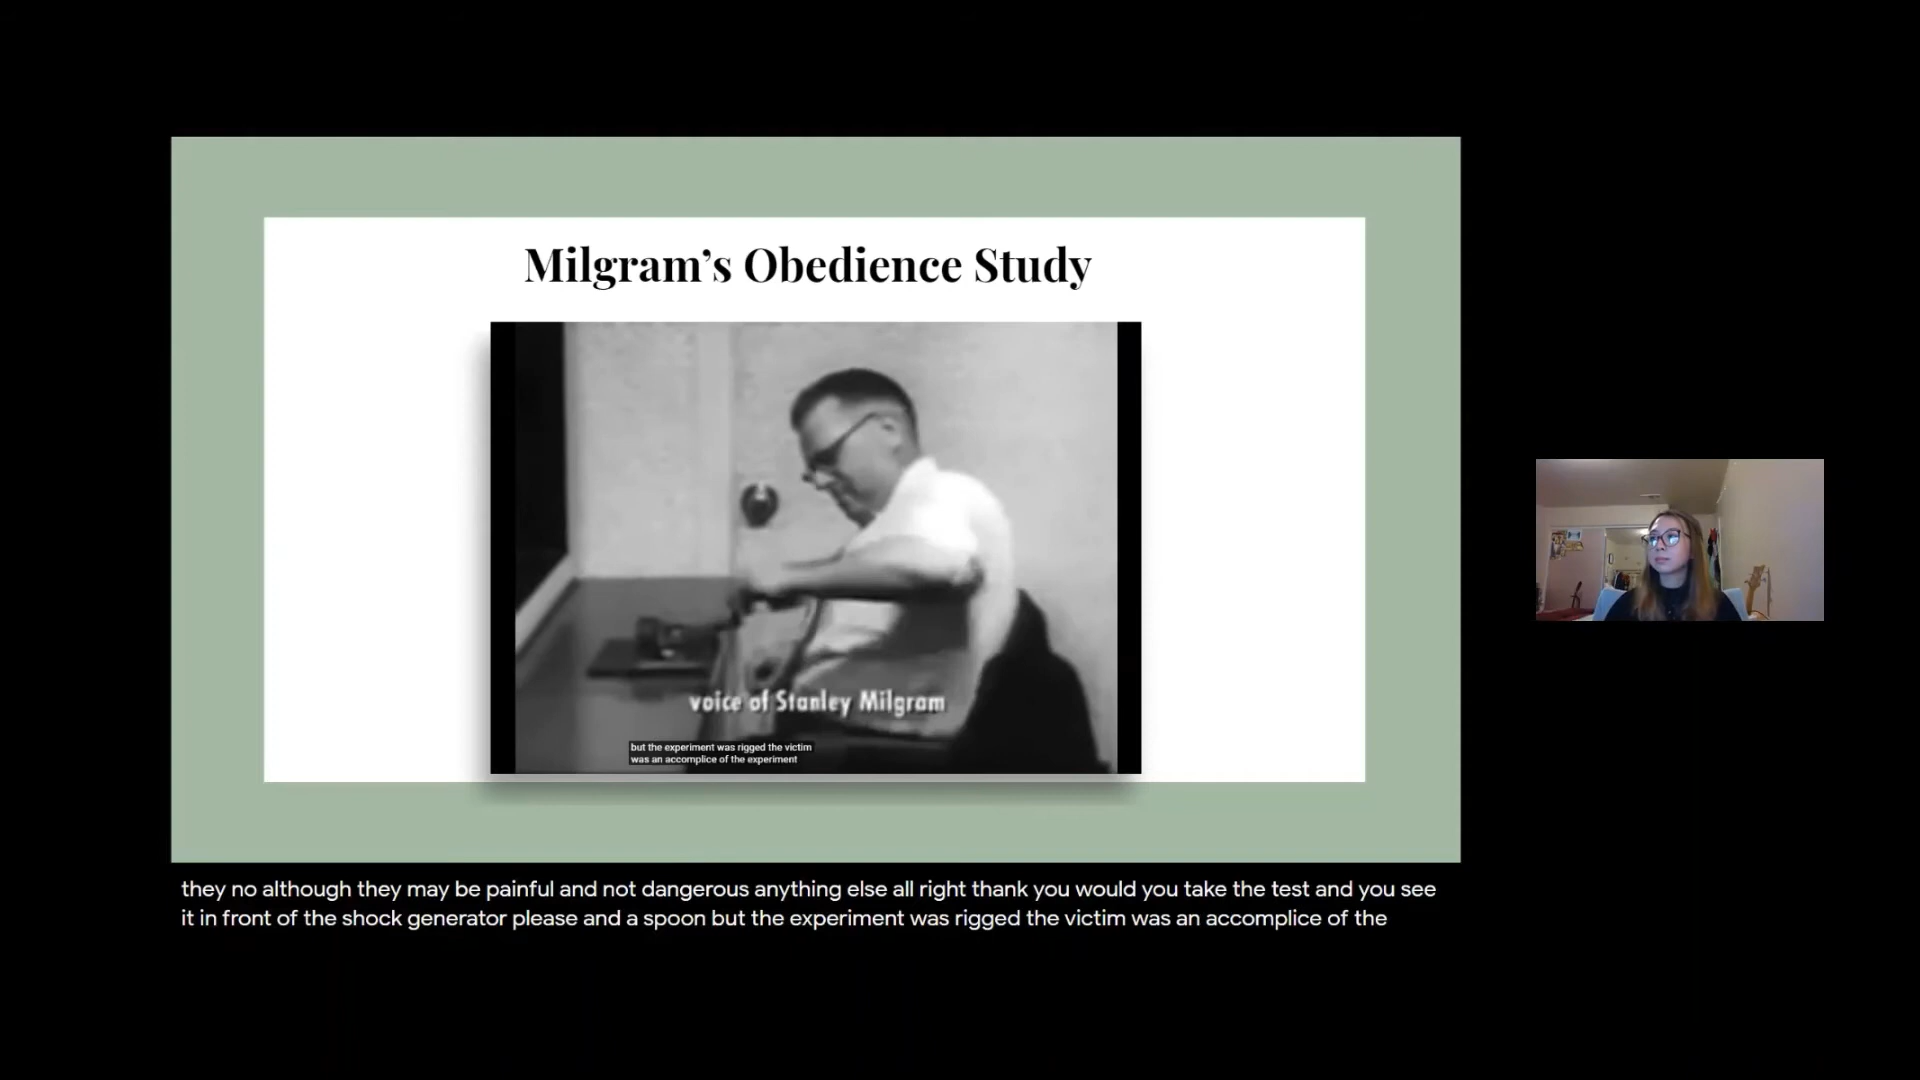 Milgram’s Obedience Study
voice of Stanley Milgram
but the experiment was rigged the victim
was an accomplice of the experiment
they no although they may be painful and not dangerous anything else all right thank you would you take the test and you see
it in front of the shock generator please and a spoon but the experiment was rigged the victim was an accomplice of the